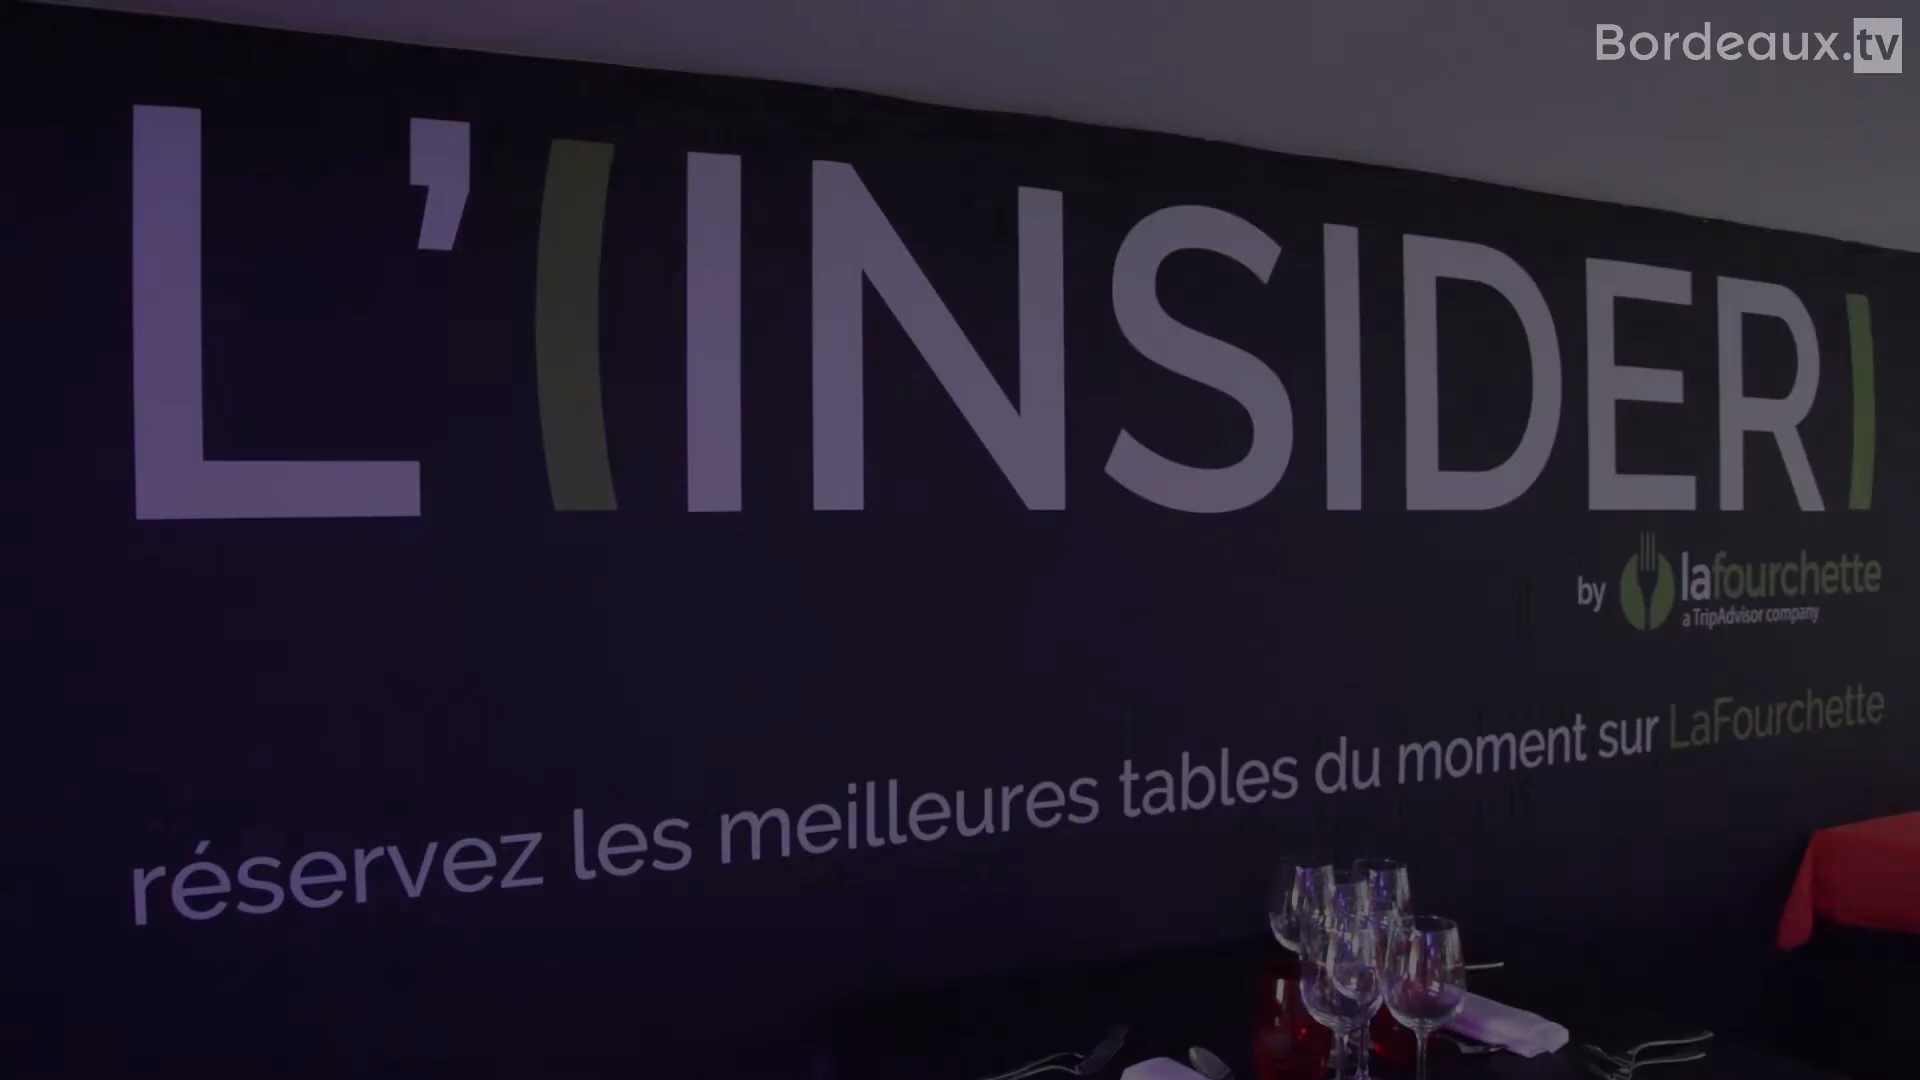 Bordeaux.tv
L'(INSIDER)
by lafourchette
a TripAdvisor company
réservez les meilleures tables du moment sur LaFourchette